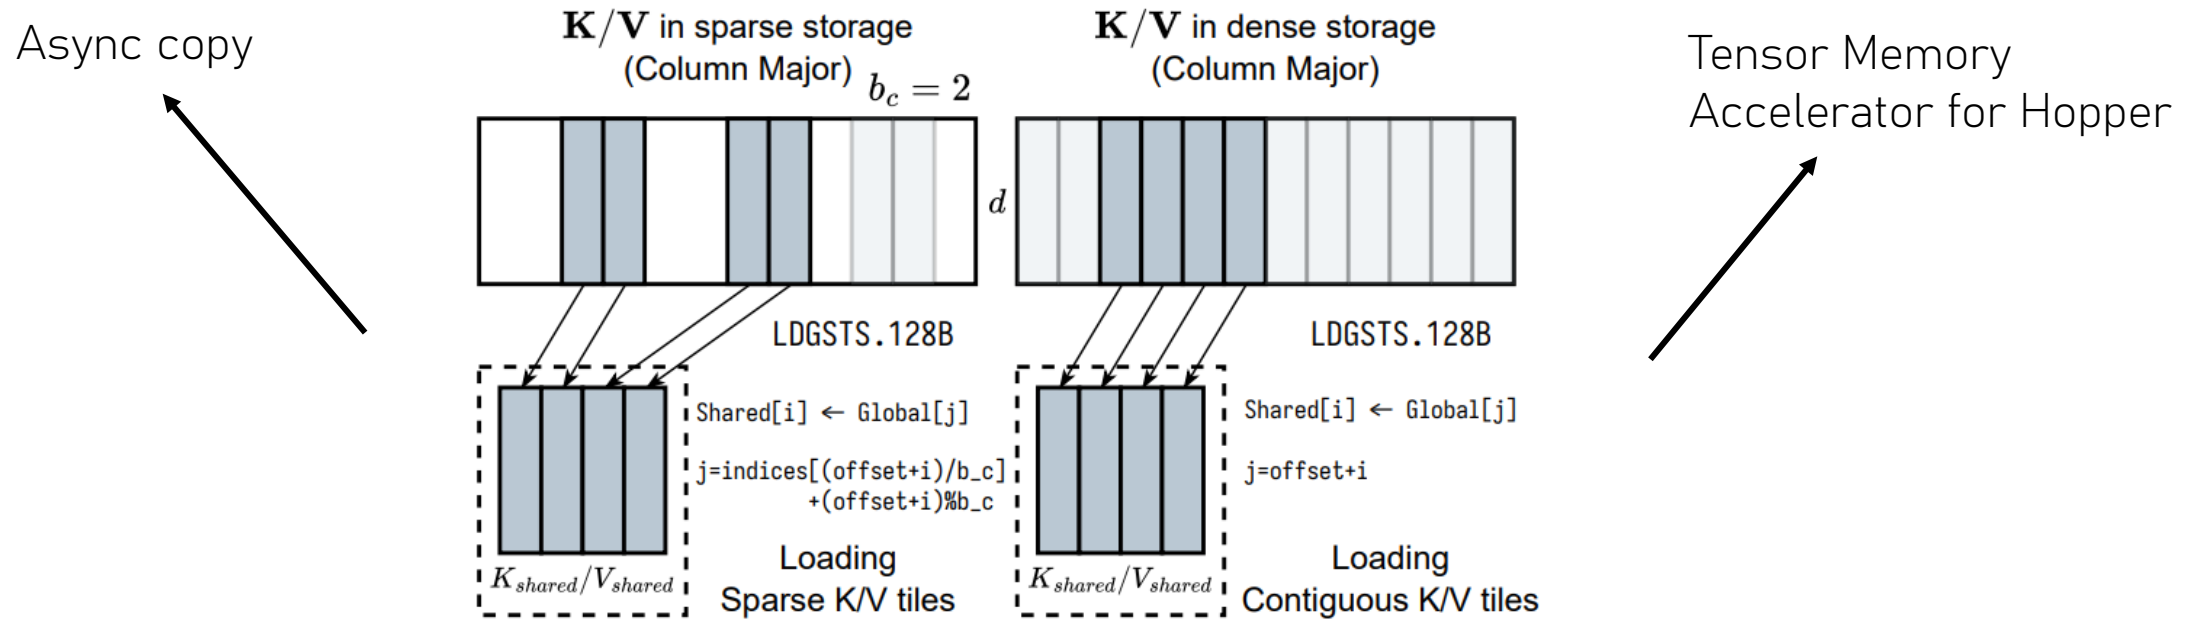 Async copy
K/V in sparse storage
(Column Major)
b_c = 2
K/V in dense storage
(Column Major)
Tensor Memory
Accelerator for Hopper
d
LDGSTS.128B
LDGSTS.128B
Shared[i] ← Global[j]
j=indices[(offset+i)/b_c]
+(offset+i)%b_c
K_shared/V_shared
Loading
Sparse K/V tiles
Shared[i] ← Global[j]
j=offset+i
K_shared/V_shared
Loading
Contiguous K/V tiles